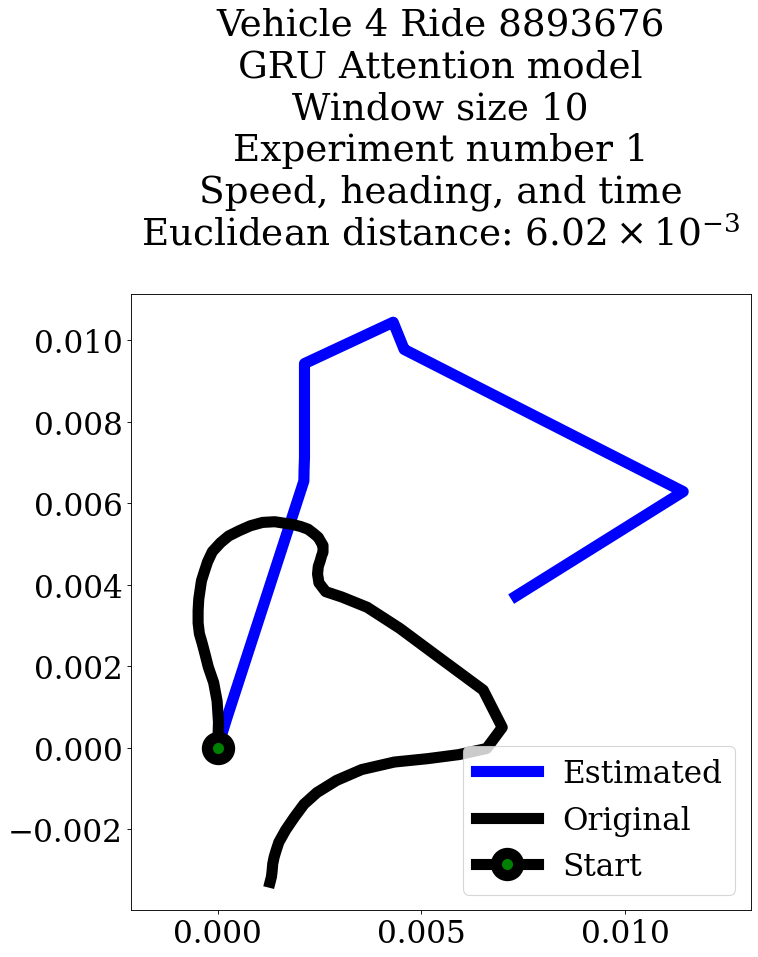 Vehicle 4 Ride 8893676
GRU Attention model
Window size 10
Experiment number 1
Speed, heading, and time
Euclidean distance: 6.02 × 10⁻³
0.010
0.008
0.006
0.004
0.002
0.000
−0.002
Estimated
Original
Start
0.000 0.005 0.010